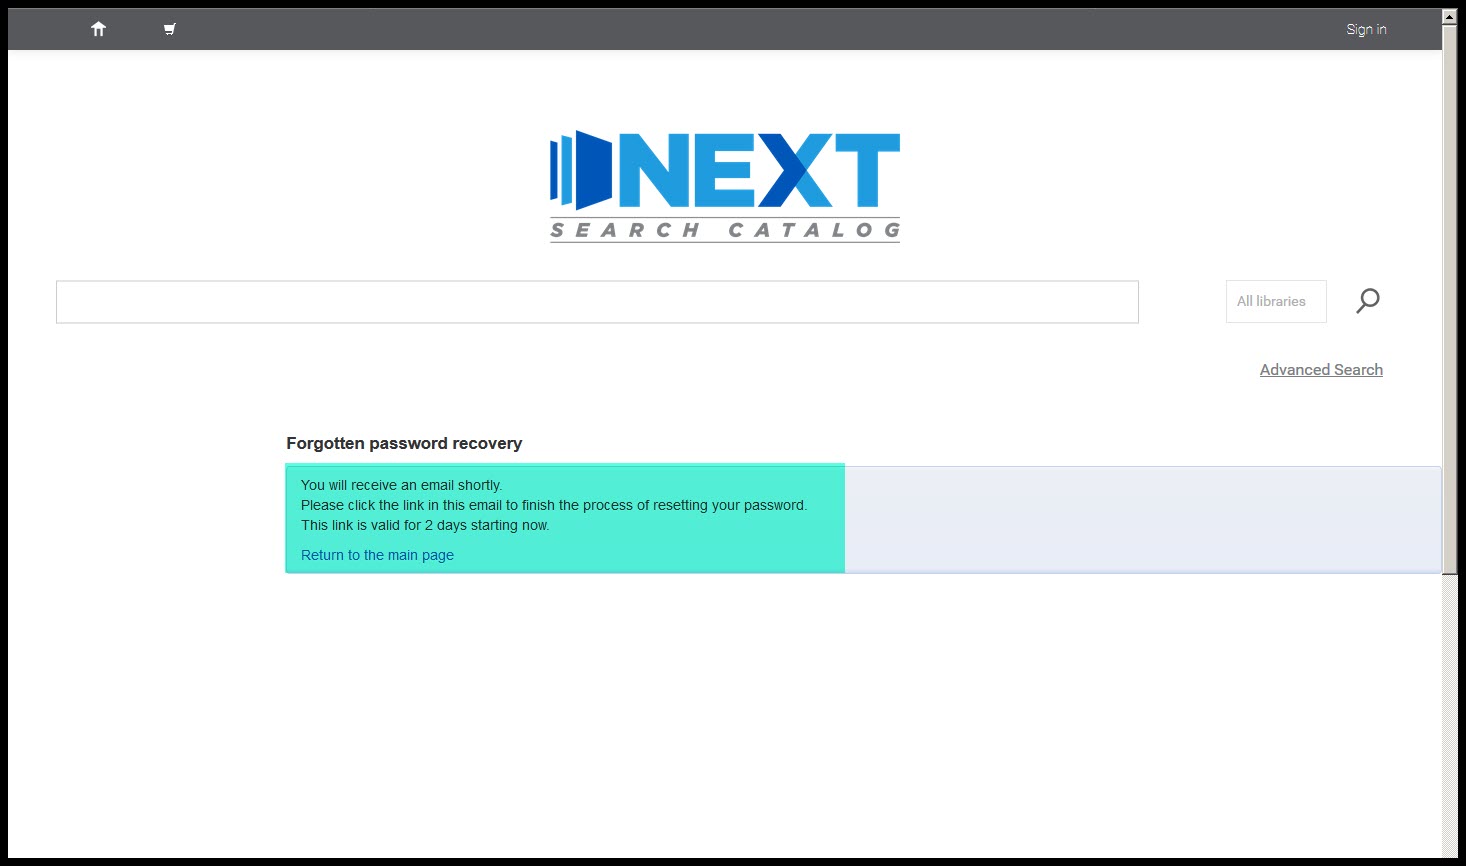 Sign in
NEXT
SEARCH CATALOG
All libraries
Advanced Search
Forgotten password recovery
You will receive an email shortly.
Please click the link in this email to finish the process of resetting your password.
This link is valid for 2 days starting now.
Return to the main page